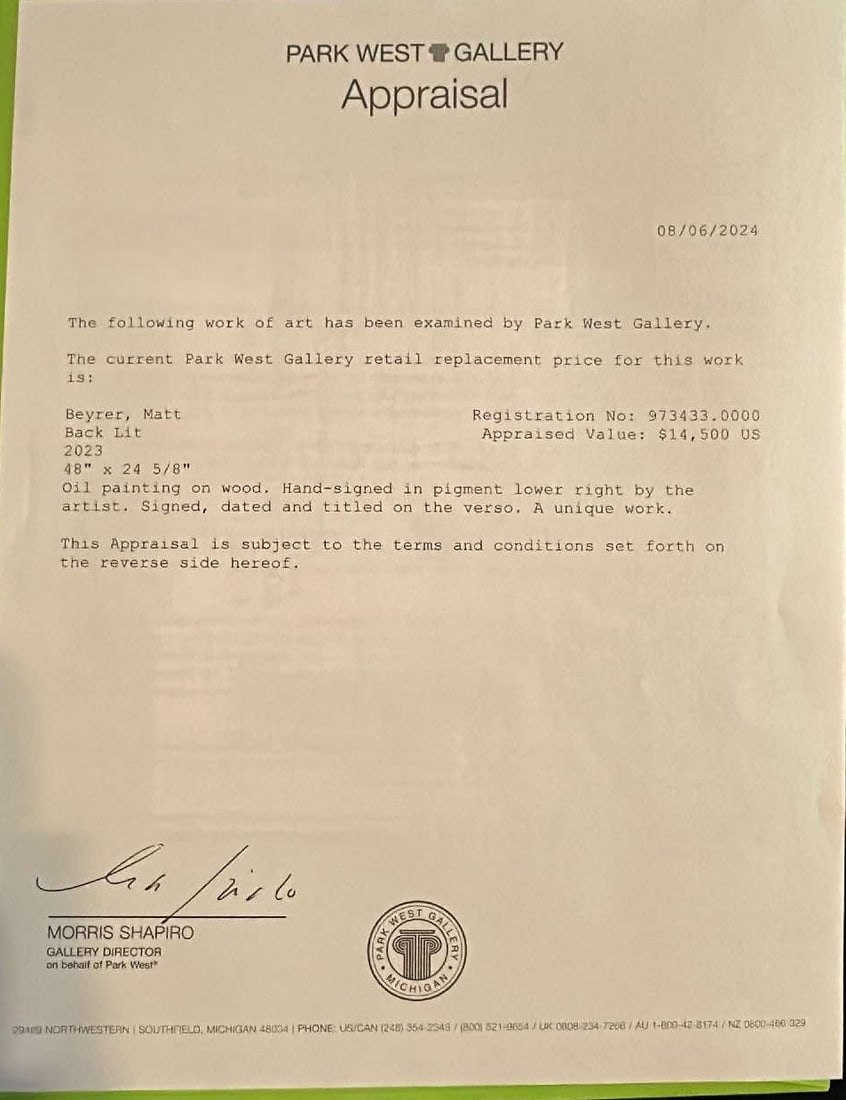 PARK WEST GALLERY
Appraisal
08/06/2024
The following work of art has been examined by Park West Gallery.
The current Park West Gallery retail replacement price for this work
is:
Beyrer, Matt
Registration No: 973433.0000
Back Lit
Appraised Value: $14,500 US
2023
48" x 24 5/8"
Oil painting on wood. Hand-signed in pigment lower right by the
artist. Signed, dated and titled on the verso. A unique work.
This Appraisal is subject to the terms and conditions set forth on
the reverse side hereof.
MORRIS SHAPIRO
GALLERY DIRECTOR
on behalf of Park West®
PARK WEST GALLERY
• MICHIGAN •
29469 NORTHWESTERN | SOUTHFIELD, MICHIGAN 48034 | PHONE: US/CAN (248) 354-2343 / (800) 521-9654 / UK 0808-234-7268 / AU 1-800-42-8174 / NZ 0800-466-329